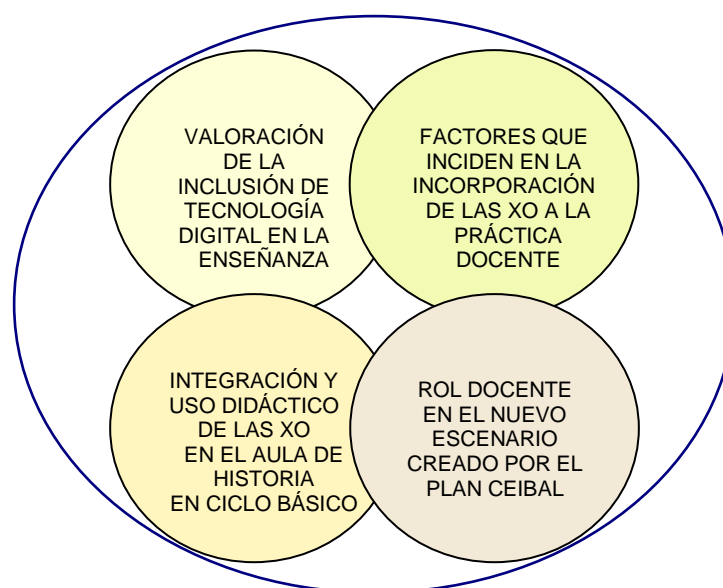 VALORACIÓN
DE LA
INCLUSIÓN DE
TECNOLOGÍA
DIGITAL EN LA
ENSEÑANZA
FACTORES QUE
INCIDEN EN LA
INCORPORACIÓN
DE LAS XO A LA
PRÁCTICA
DOCENTE
INTEGRACIÓN Y
USO DIDÁCTICO
DE LAS XO
EN EL AULA DE
HISTORIA
EN CICLO BÁSICO
ROL DOCENTE
EN EL NUEVO
ESCENARIO
CREADO POR EL
PLAN CEIBAL